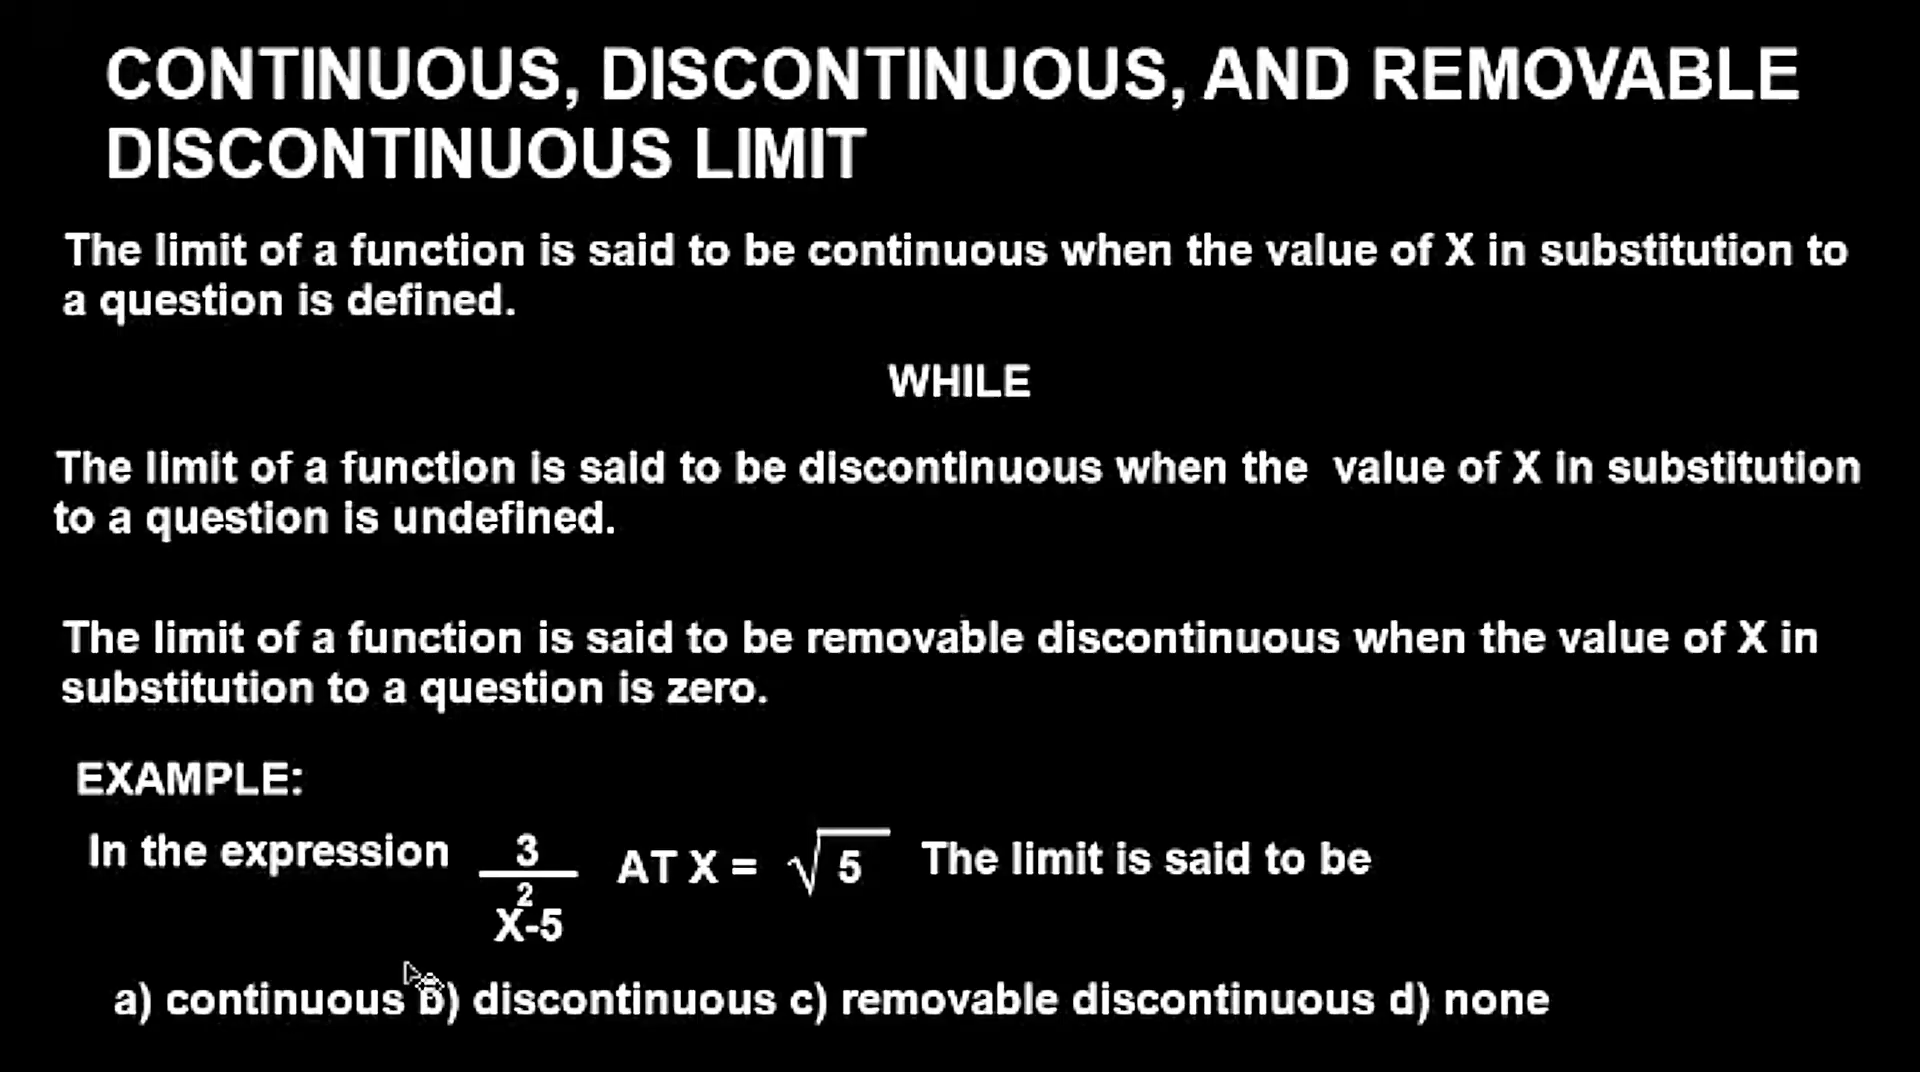 CONTINUOUS, DISCONTINUOUS, AND REMOVABLE
DISCONTINUOUS LIMIT
The limit of a function is said to be continuous when the value of X in substitution to
a question is defined.
WHILE
The limit of a function is said to be discontinuous when the value of X in substitution
to a question is undefined.
The limit of a function is said to be removable discontinuous when the value of X in
substitution to a question is zero.
EXAMPLE:
In the expression 3/(X²-5) AT X = √5 The limit is said to be
a) continuous b) discontinuous c) removable discontinuous d) none